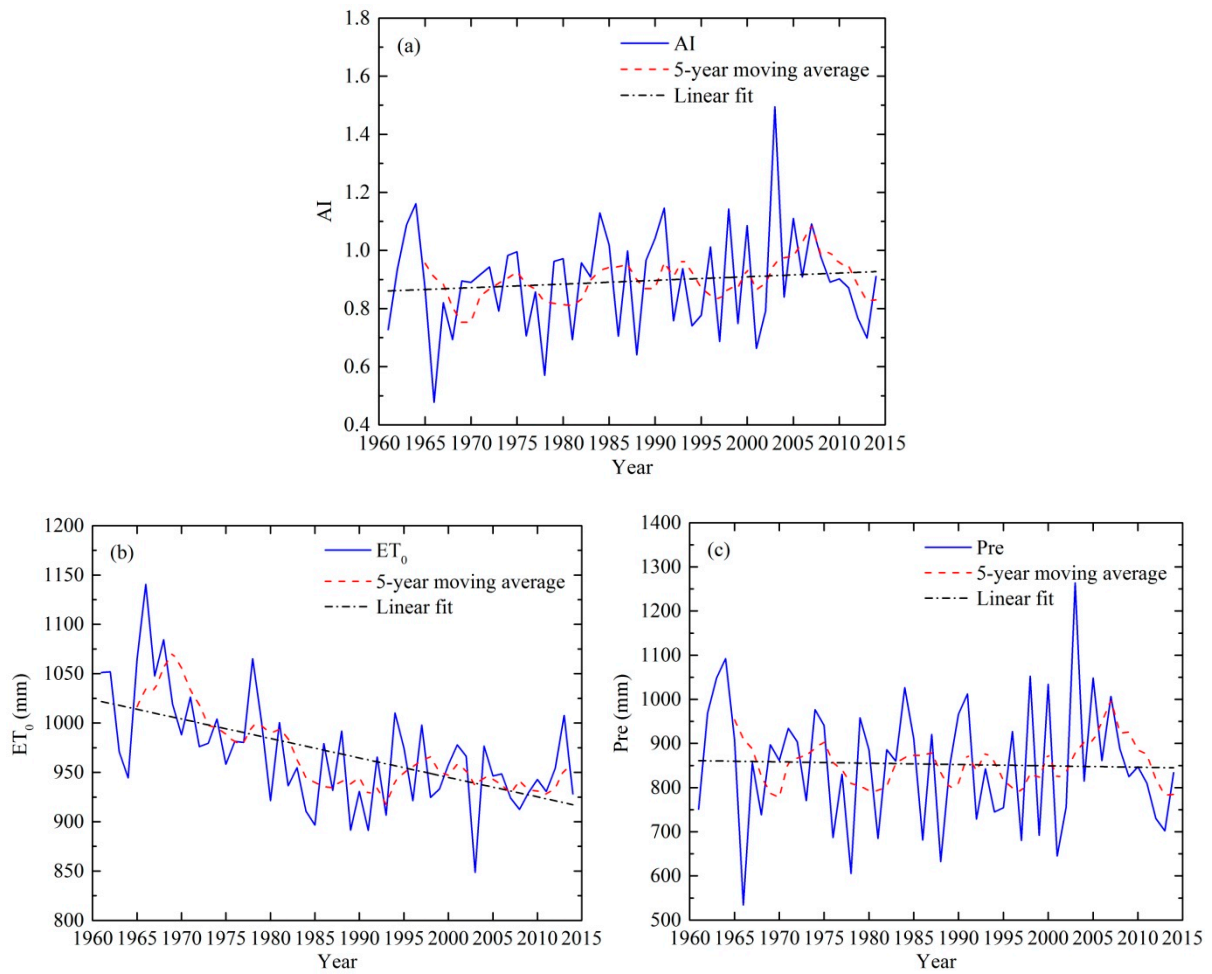 (a)
AI
5-year moving average
Linear fit
1.8
1.6
1.4
1.2
1.0
0.8
0.6
0.4
AI
1960 1965 1970 1975 1980 1985 1990 1995 2000 2005 2010 2015
Year
(b)
ET₀
5-year moving average
Linear fit
1200
1150
1100
1050
1000
950
900
850
800
ET₀ (mm)
1960 1965 1970 1975 1980 1985 1990 1995 2000 2005 2010 2015
Year
(c)
Pre
5-year moving average
Linear fit
1400
1300
1200
1100
1000
900
800
700
600
500
Pre (mm)
1960 1965 1970 1975 1980 1985 1990 1995 2000 2005 2010 2015
Year